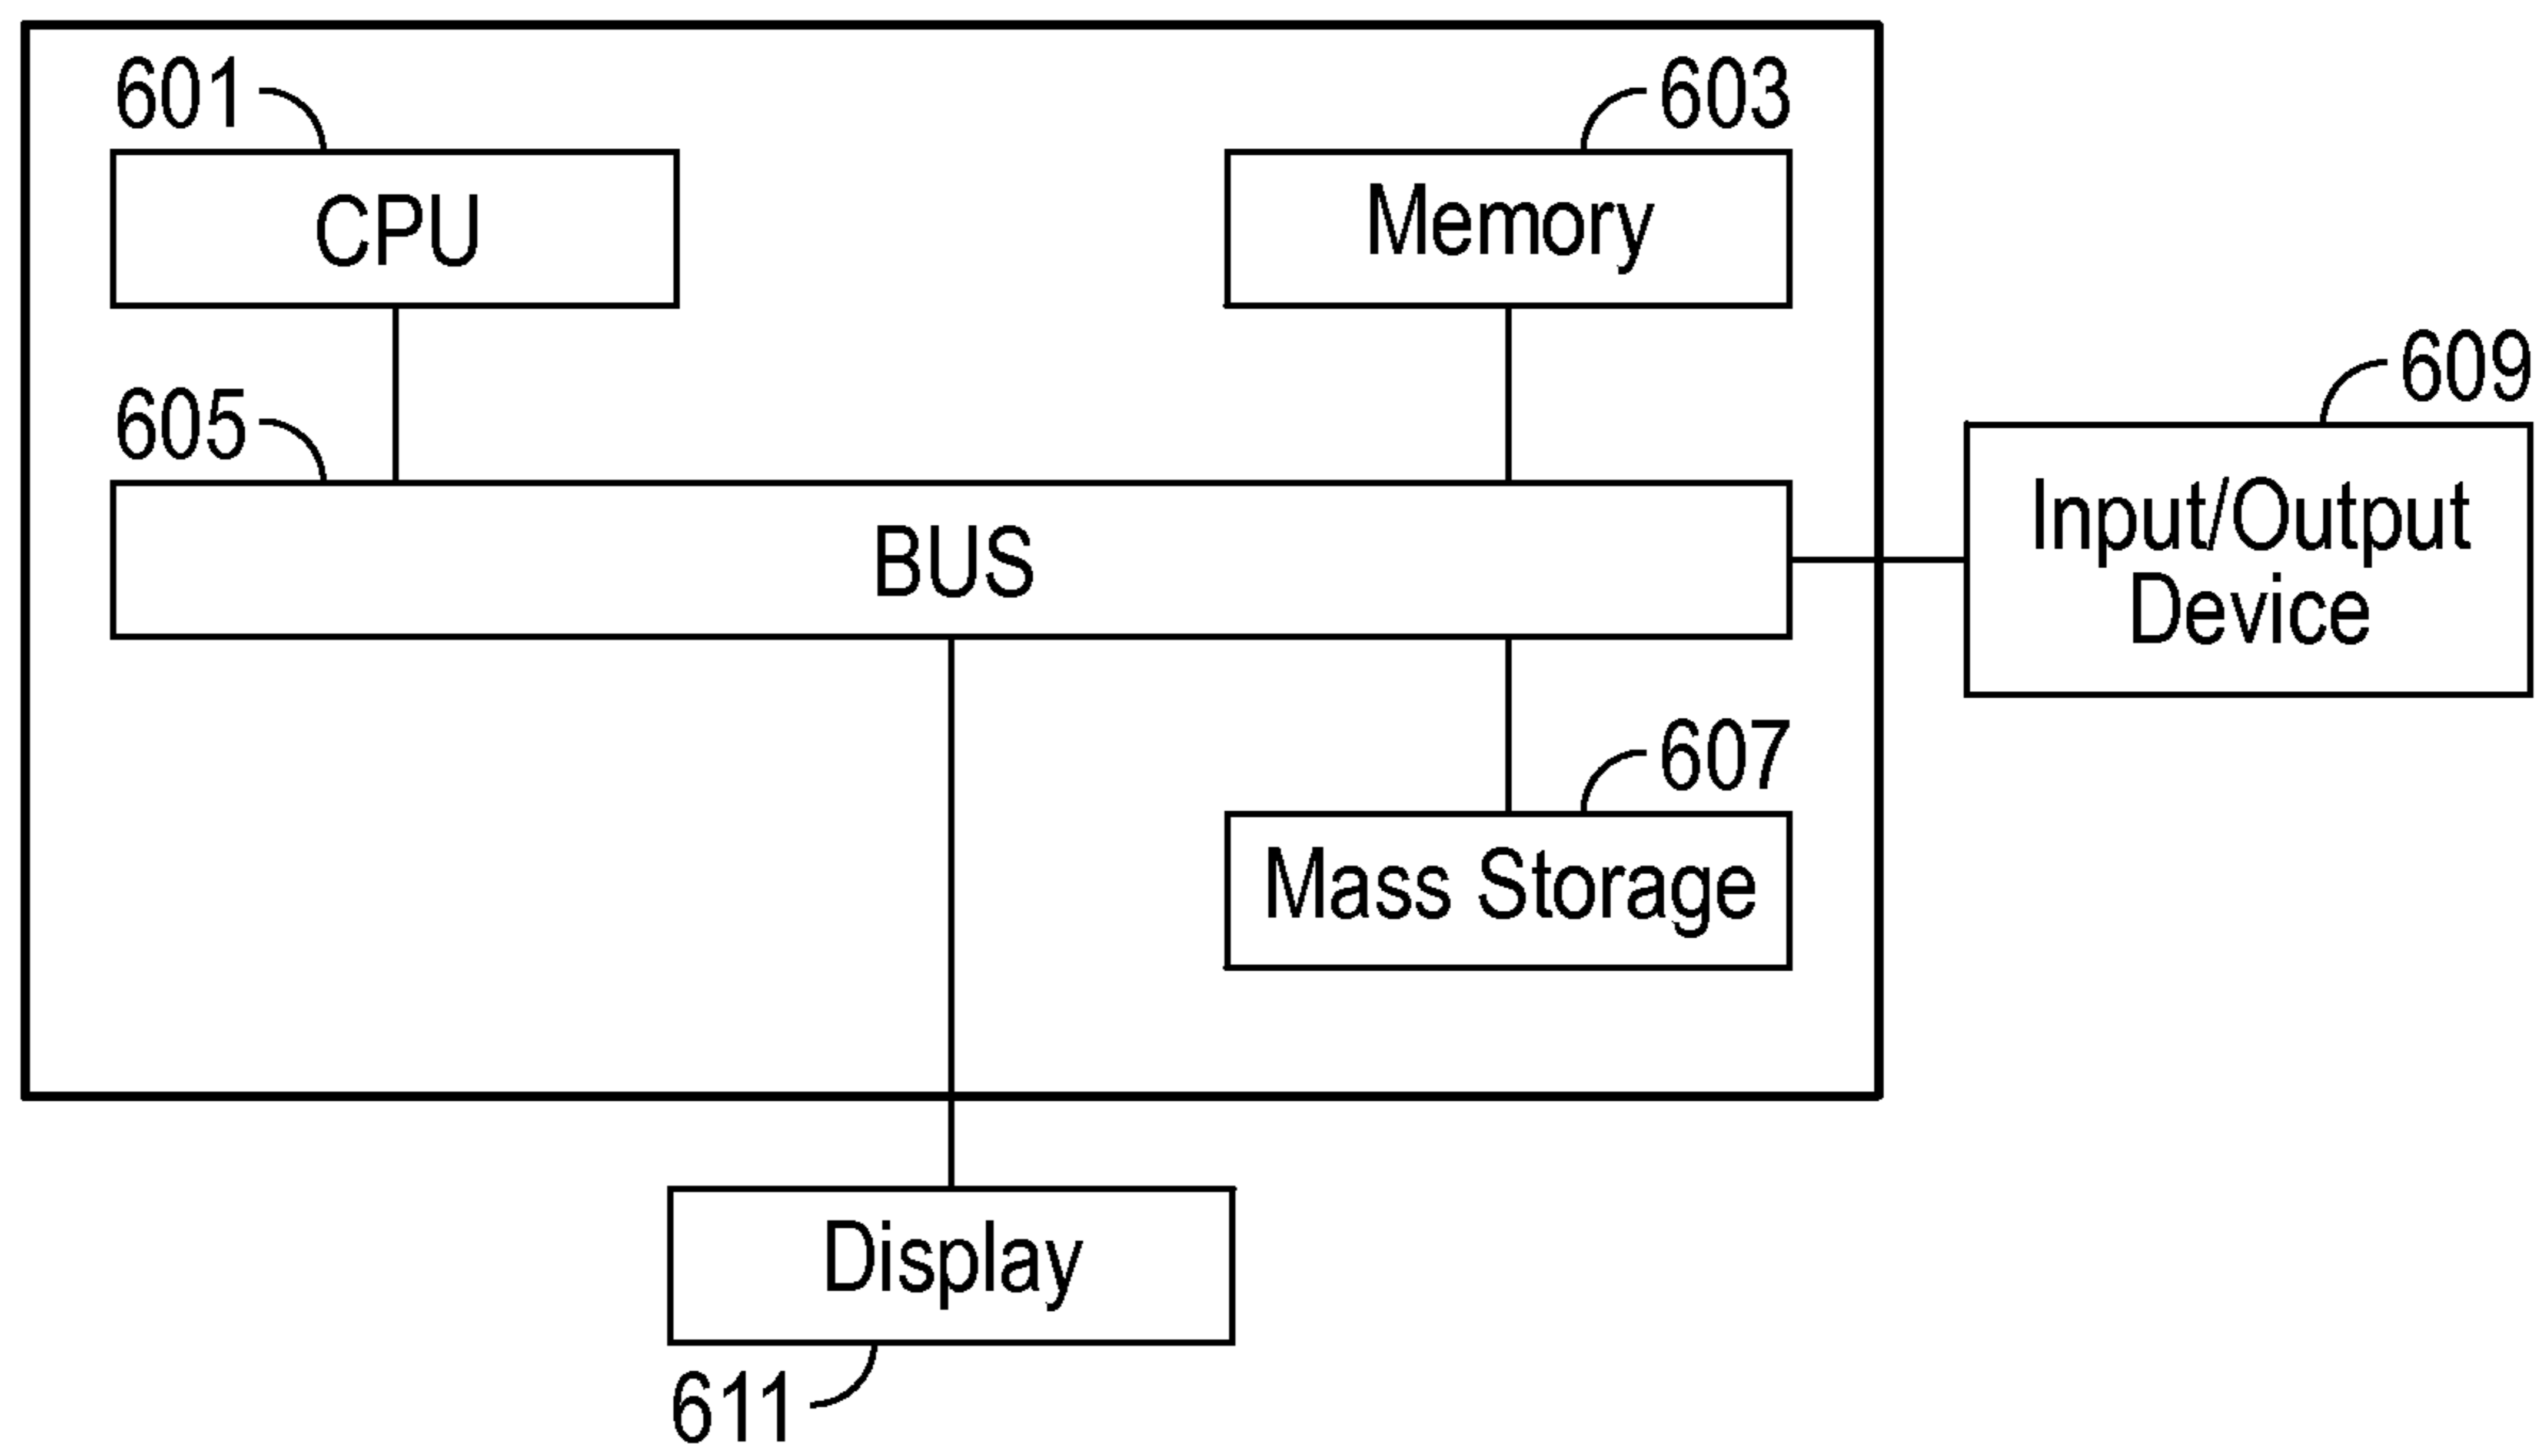 601
603
CPU
Memory
605
609
BUS
Input/Output
Device
607
Mass Storage
Display
611